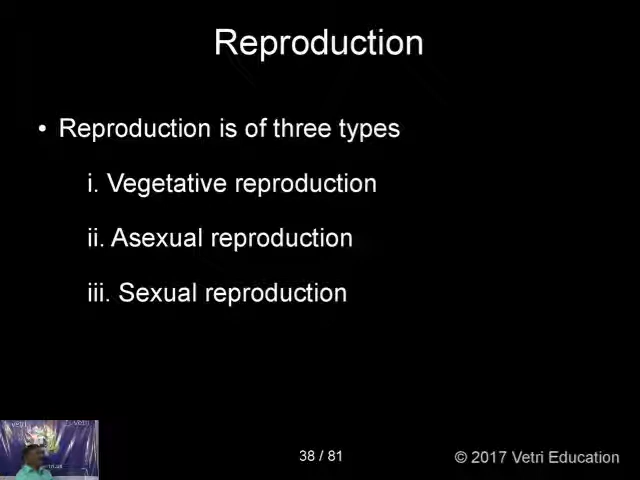 Reproduction
• Reproduction is of three types
i. Vegetative reproduction
ii. Asexual reproduction
iii. Sexual reproduction
38 / 81
© 2017 Vetri Education